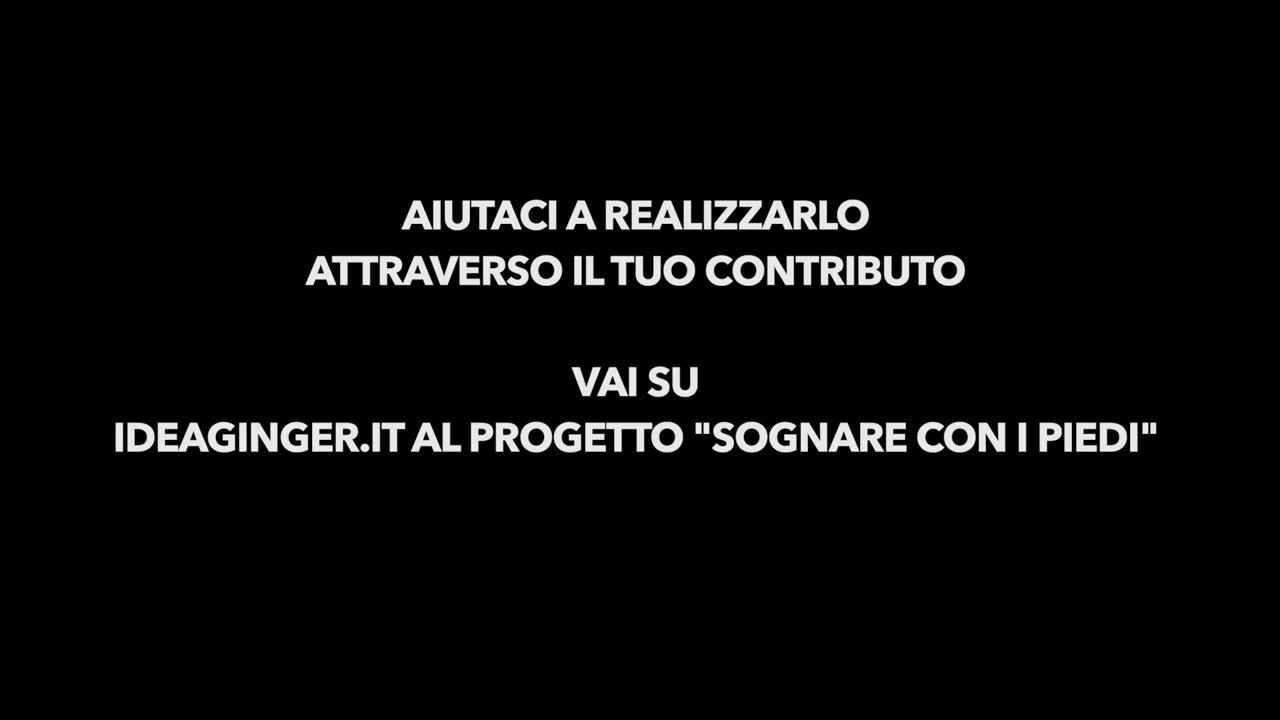 AIUTACI A REALIZZARLO
ATTRAVERSO IL TUO CONTRIBUTO
VAI SU
IDEAGINGER.IT AL PROGETTO "SOGNARE CON I PIEDI"